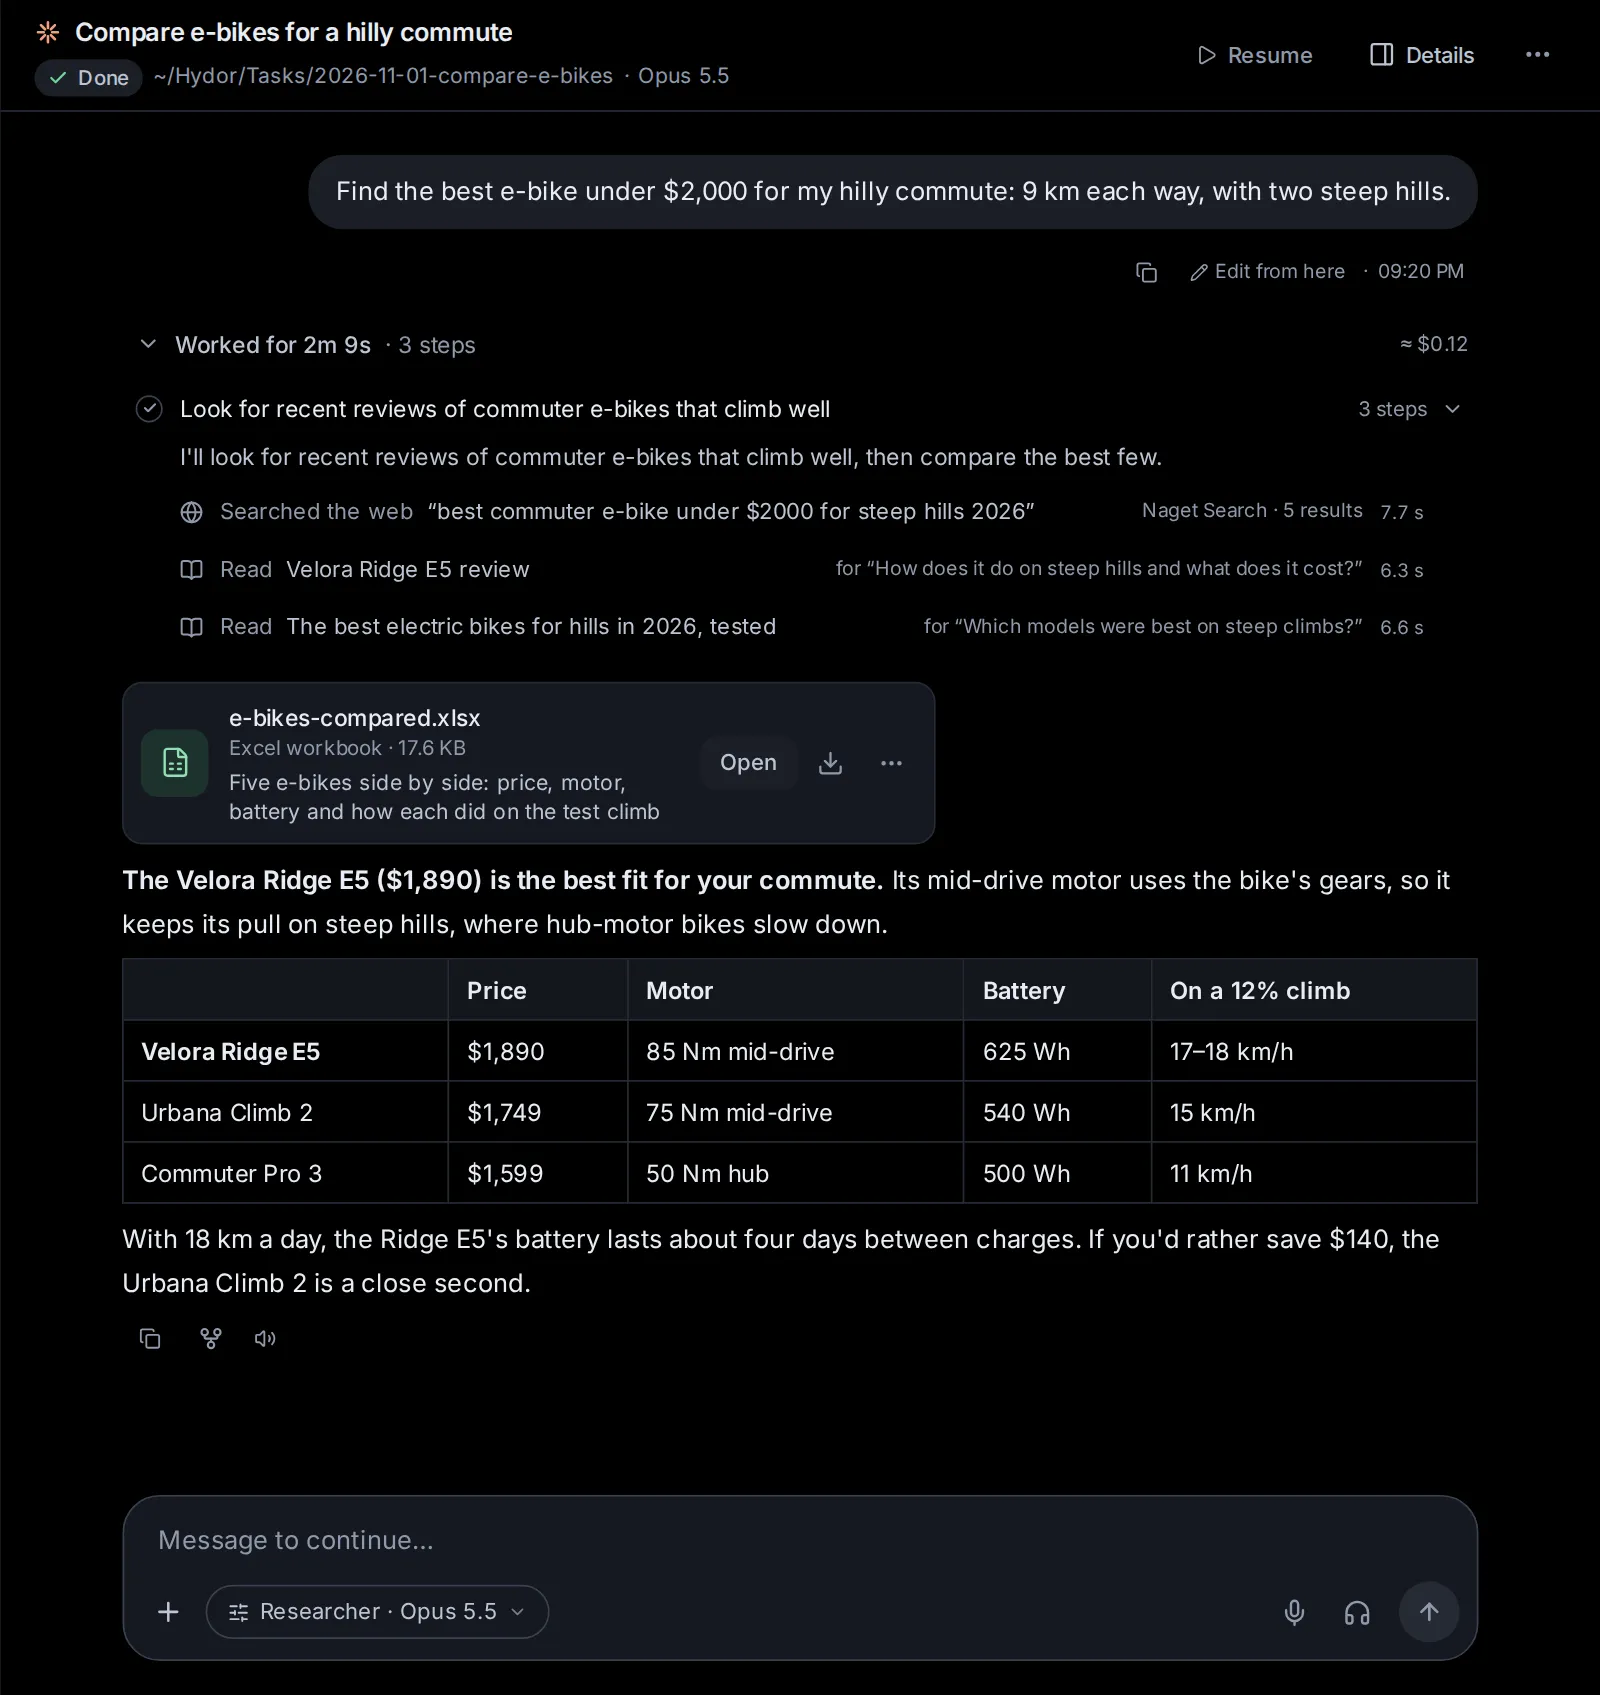 Compare e-bikes for a hilly commute
Done ~/Hydor/Tasks/2026-11-01-compare-e-bikes · Opus 5.5
Resume
Details
Find the best e-bike under $2,000 for my hilly commute: 9 km each way, with two steep hills.
Edit from here · 09:20 PM
Worked for 2m 9s · 3 steps
≈ $0.12
Look for recent reviews of commuter e-bikes that climb well
3 steps
I'll look for recent reviews of commuter e-bikes that climb well, then compare the best few.
Searched the web “best commuter e-bike under $2000 for steep hills 2026” Naget Search · 5 results 7.7 s
Read Velora Ridge E5 review for “How does it do on steep hills and what does it cost?” 6.3 s
Read The best electric bikes for hills in 2026, tested for “Which models were best on steep climbs?” 6.6 s
e-bikes-compared.xlsx
Excel workbook · 17.6 KB
Five e-bikes side by side: price, motor,
battery and how each did on the test climb
Open
The Velora Ridge E5 ($1,890) is the best fit for your commute. Its mid-drive motor uses the bike's gears, so it
keeps its pull on steep hills, where hub-motor bikes slow down.
Price Motor Battery On a 12% climb
Velora Ridge E5 $1,890 85 Nm mid-drive 625 Wh 17–18 km/h
Urbana Climb 2 $1,749 75 Nm mid-drive 540 Wh 15 km/h
Commuter Pro 3 $1,599 50 Nm hub 500 Wh 11 km/h
With 18 km a day, the Ridge E5's battery lasts about four days between charges. If you'd rather save $140, the
Urbana Climb 2 is a close second.
Message to continue...
Researcher · Opus 5.5